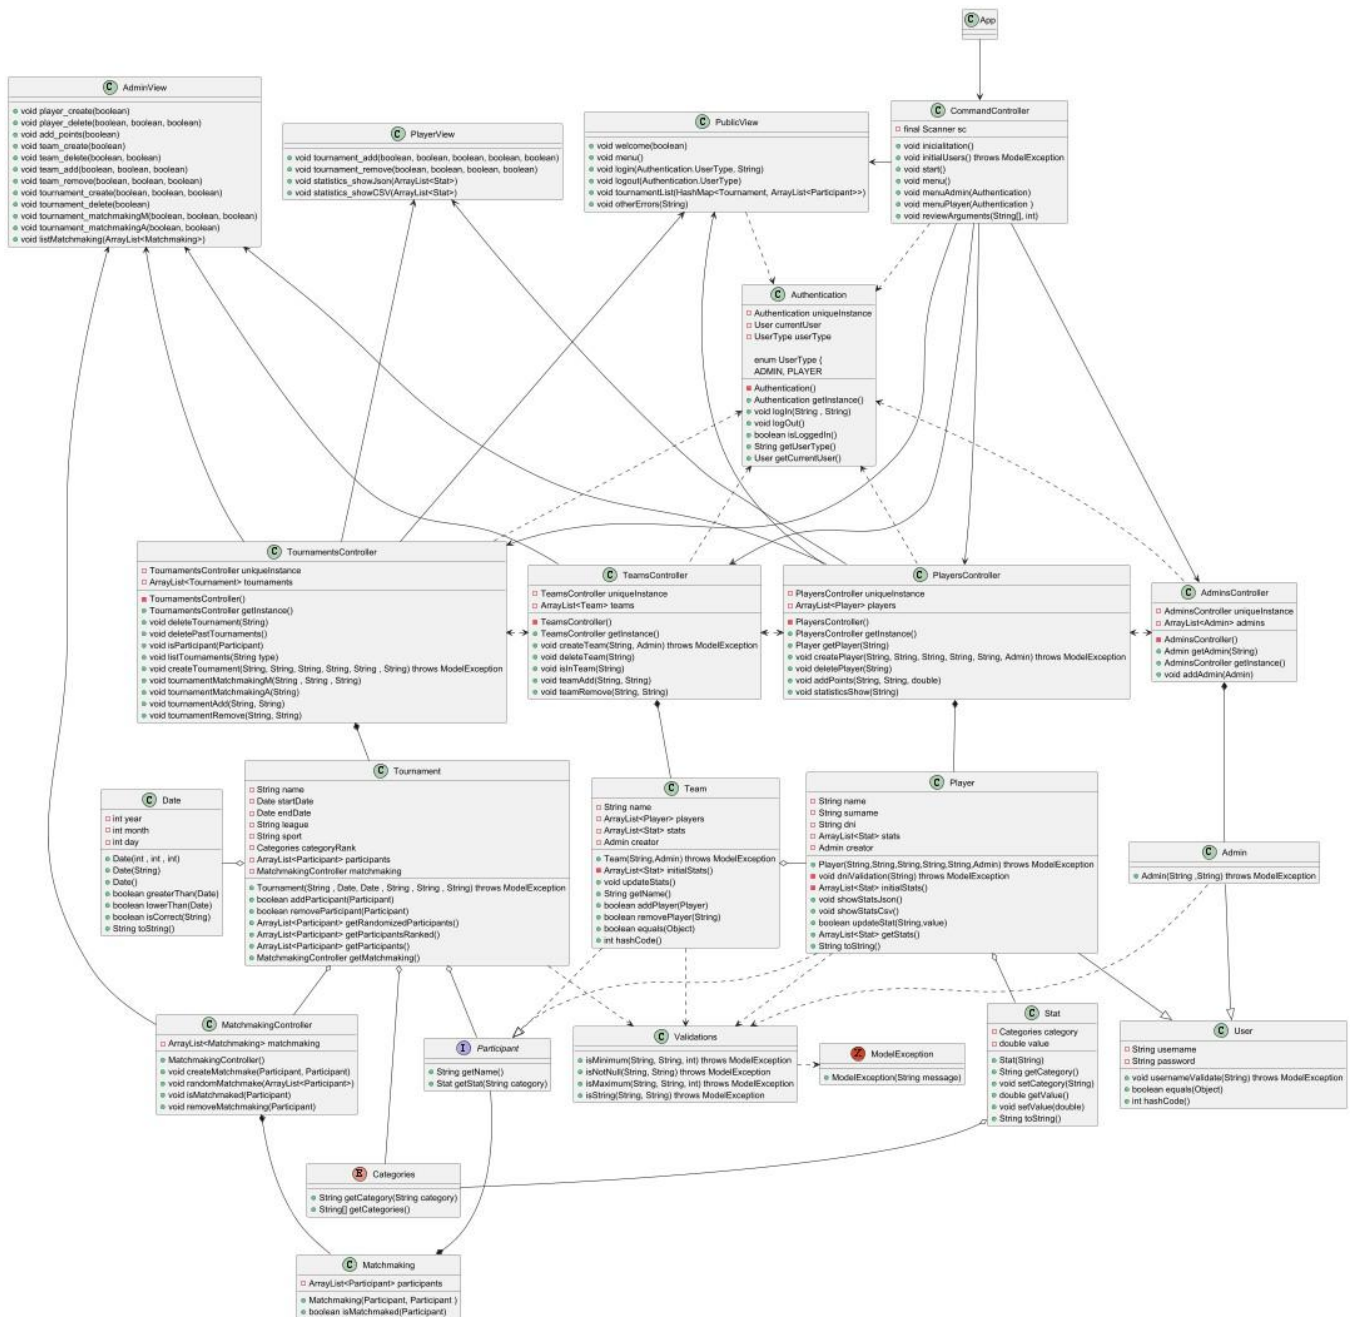 C App
C AdminView
void player_create(boolean)
void player_delete(boolean, boolean, boolean)
void add_points(boolean)
void team_create(boolean)
void team_delete(boolean, boolean)
void team_add(boolean, boolean, boolean)
void team_remove(boolean, boolean)
void tournament_create(boolean, boolean, boolean)
void tournament_delete(boolean)
void tournament_matchmakingM(boolean, boolean, boolean)
void tournament_matchmakingA(boolean, boolean)
void listMatchmaking(ArrayList<Matchmaking>)
C PlayerView
void tournament_add(boolean, boolean, boolean, boolean, boolean)
void tournament_remove(boolean, boolean, boolean, boolean)
void statistics_showJson(ArrayList<Stat>)
void statistics_showCSV(ArrayList<Stat>)
C PublicView
void welcome(boolean)
void menu()
void login(Authentication.UserType, String)
void logout(Authentication.UserType)
void tournamentList(HashMap<Tournament, ArrayList<Participant>>)
void otherErrors(String)
C CommandController
final Scanner sc
void inicialitation()
void initialUsers() throws ModelException
void start()
void menu()
void menuAdmin(Authentication)
void menuPlayer(Authentication )
void reviewArguments(String[], int)
C Authentication
Authentication uniqueInstance
User currentUser
UserType userType
enum UserType {
ADMIN, PLAYER
Authentication()
Authentication getInstance()
void logIn(String , String)
void logOut()
boolean isLoggedIn()
String getUserType()
User getCurrentUser()
C TournamentsController
TournamentsController uniqueInstance
ArrayList<Tournament> tournaments
TournamentsController()
TournamentsController getInstance()
void deleteTournament(String)
void deletePastTournaments()
void isParticipant(Participant)
void listTournaments(String type)
void createTournament(String, String, String, String, String , String) throws ModelException
void tournamentMatchmakingM(String , String , String)
void tournamentMatchmakingA(String)
void tournamentAdd(String, String)
void tournamentRemove(String, String)
C TeamsController
TeamsController uniqueInstance
ArrayList<Team> teams
TeamsController()
TeamsController getInstance()
void createTeam(String, Admin) throws ModelException
void deleteTeam(String)
void isInTeam(String)
void teamAdd(String, String)
void teamRemove(String, String)
C PlayersController
PlayersController uniqueInstance
ArrayList<Player> players
PlayersController()
PlayersController getInstance()
Player getPlayer(String)
void createPlayer(String, String, String, String, String, Admin) throws ModelException
void deletePlayer(String)
void addPoints(String, String, double)
void statisticsShow(String)
C AdminsController
AdminsController uniqueInstance
ArrayList<Admin> admins
AdminsController()
Admin getAdmin(String)
AdminsController getInstance()
void addAdmin(Admin)
C Date
int year
int month
int day
Date(int , int , int)
Date(String)
Date()
boolean greaterThan(Date)
boolean lowerThan(Date)
boolean isCorrect(String)
String toString()
C Tournament
String name
Date startDate
Date endDate
String league
String sport
Categories categoryRank
ArrayList<Participant> participants
MatchmakingController matchmaking
Tournament(String , Date, Date , String , String , String) throws ModelException
boolean addParticipant(Participant)
boolean removeParticipant(Participant)
ArrayList<Participant> getRandomizedParticipants()
ArrayList<Participant> getParticipantsRanked()
ArrayList<Participant> getParticipants()
MatchmakingController getMatchmaking()
C Team
String name
ArrayList<Player> players
ArrayList<Stat> stats
Admin creator
Team(String,Admin) throws ModelException
ArrayList<Stat> initialStats()
void updateStats()
String getName()
boolean addPlayer(Player)
boolean removePlayer(String)
boolean equals(Object)
int hashCode()
C Player
String name
String surname
String dni
ArrayList<Stat> stats
Admin creator
Player(String,String,String,String,String,Admin) throws ModelException
void dniValidation(String) throws ModelException
ArrayList<Stat> initialStats()
void showStatsJson()
void showStatsCsv()
boolean updateStat(String,value)
ArrayList<Stat> getStats()
String toString()
C Admin
Admin(String ,String) throws ModelException
C MatchmakingController
ArrayList<Matchmaking> matchmaking
MatchmakingController()
void createMatchmake(Participant, Participant)
void randomMatchmake(ArrayList<Participant>)
void isMatchmaked(Participant)
void removeMatchmaking(Participant)
I Participant
String getName()
Stat getStat(String category)
C Validations
isMinimum(String, String, int) throws ModelException
isNotNull(String, String) throws ModelException
isMaximum(String, String, int) throws ModelException
isString(String, String) throws ModelException
ModelException
ModelException(String message)
C Stat
Categories category
double value
Stat(String)
String getCategory()
void setCategory(String)
double getValue()
void setValue(double)
String toString()
C User
String username
String password
void usernameValidate(String) throws ModelException
boolean equals(Object)
int hashCode()
E Categories
String getCategory(String category)
String[] getCategories()
C Matchmaking
ArrayList<Participant> participants
Matchmaking(Participant, Participant )
boolean isMatchmaked(Participant)